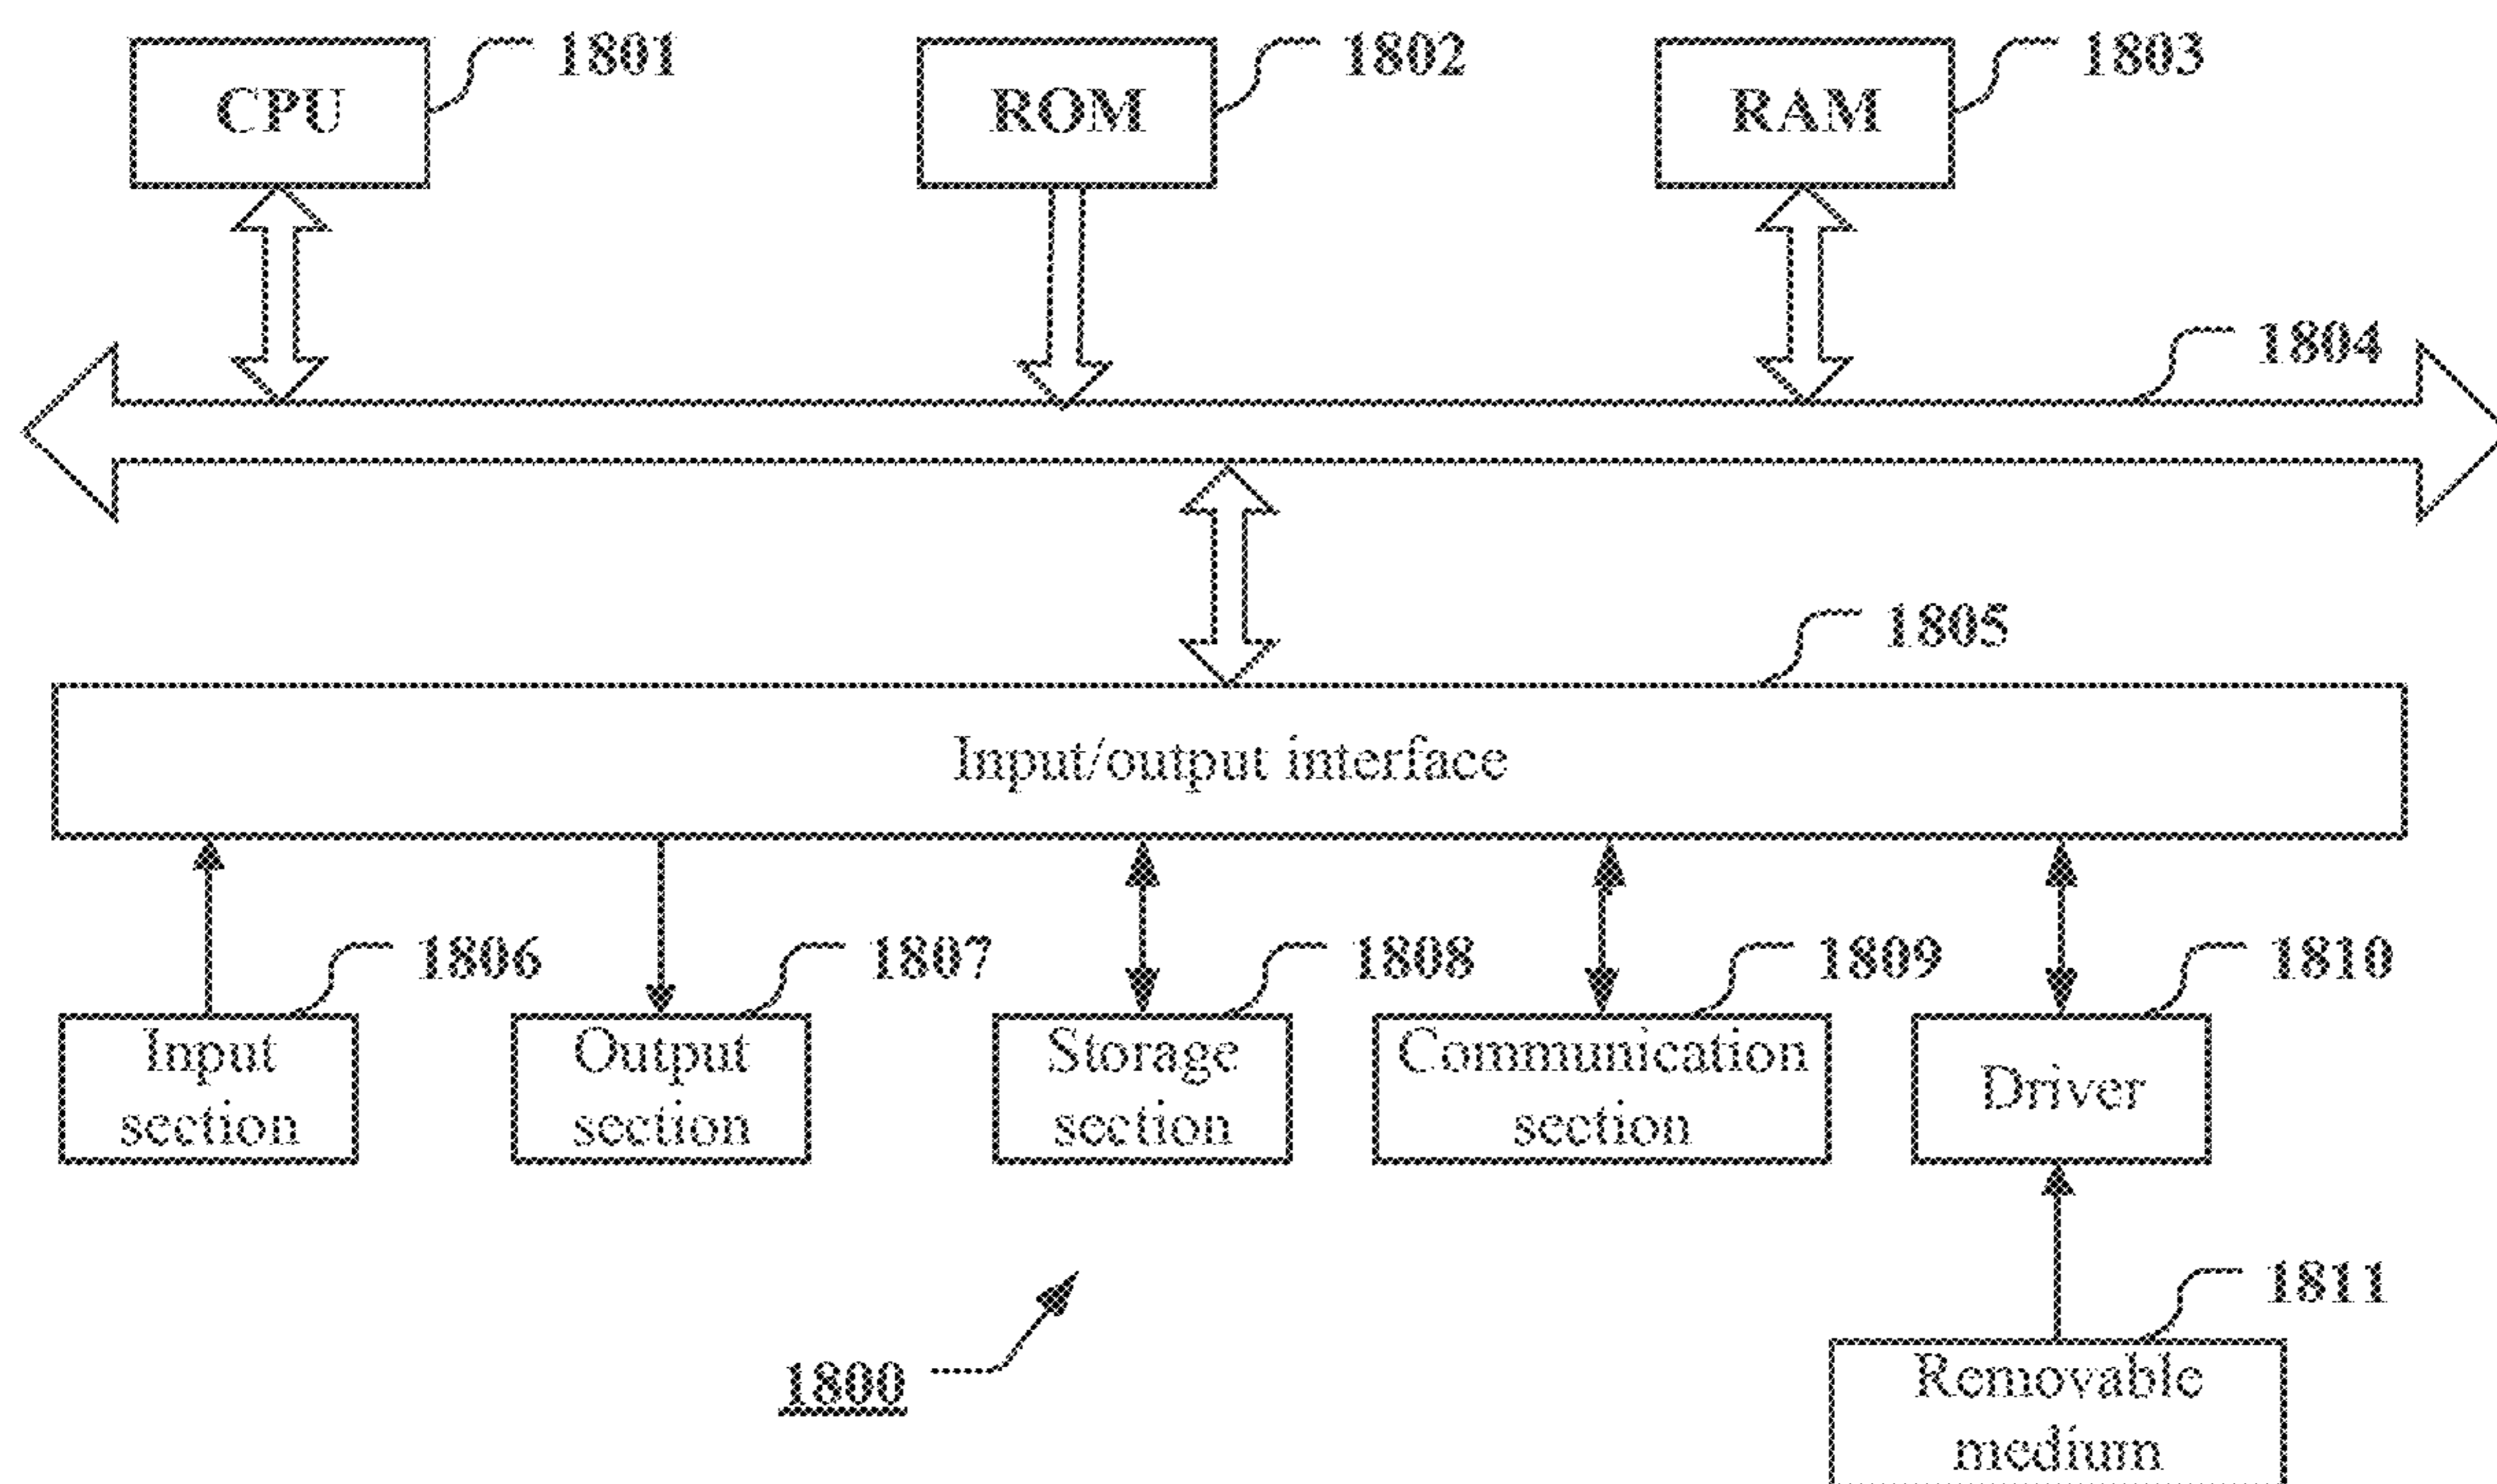 CPU
1801
ROM
1802
RAM
1803
1804
1805
Input/output interface
1806
1807
1808
1809
1810
Input
section
Output
section
Storage
section
Communication
section
Driver
1811
1800
Removable
medium